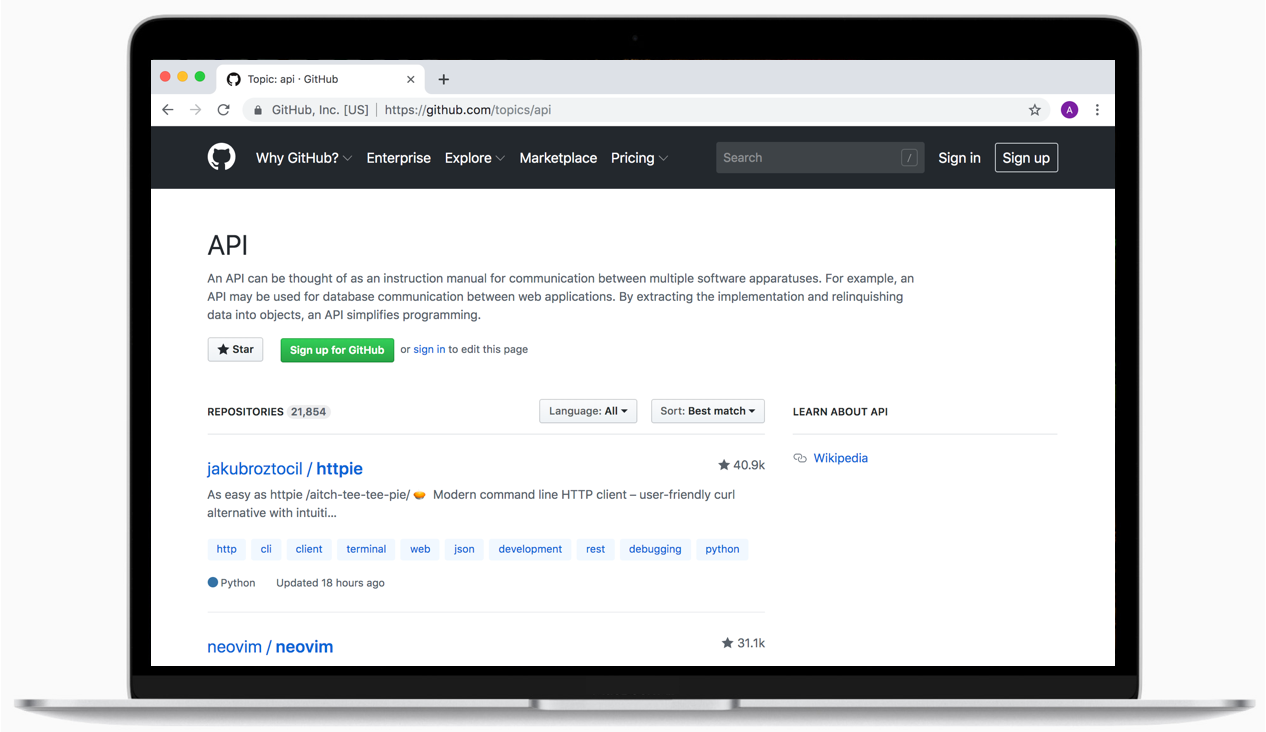 Topic: api · GitHub
GitHub, Inc. [US] | https://github.com/topics/api
A
Why GitHub? Enterprise Explore Marketplace Pricing Search / Sign in Sign up
API
An API can be thought of as an instruction manual for communication between multiple software apparatuses. For example, an
API may be used for database communication between web applications. By extracting the implementation and relinquishing
data into objects, an API simplifies programming.
Star Sign up for GitHub or sign in to edit this page
REPOSITORIES 21,854 Language: All Sort: Best match
LEARN ABOUT API
Wikipedia
jakubroztocil / httpie 40.9k
As easy as httpie /aitch-tee-tee-pie/ 🥧 Modern command line HTTP client – user-friendly curl
alternative with intuiti...
http cli client terminal web json development rest debugging python
Python Updated 18 hours ago
neovim / neovim 31.1k